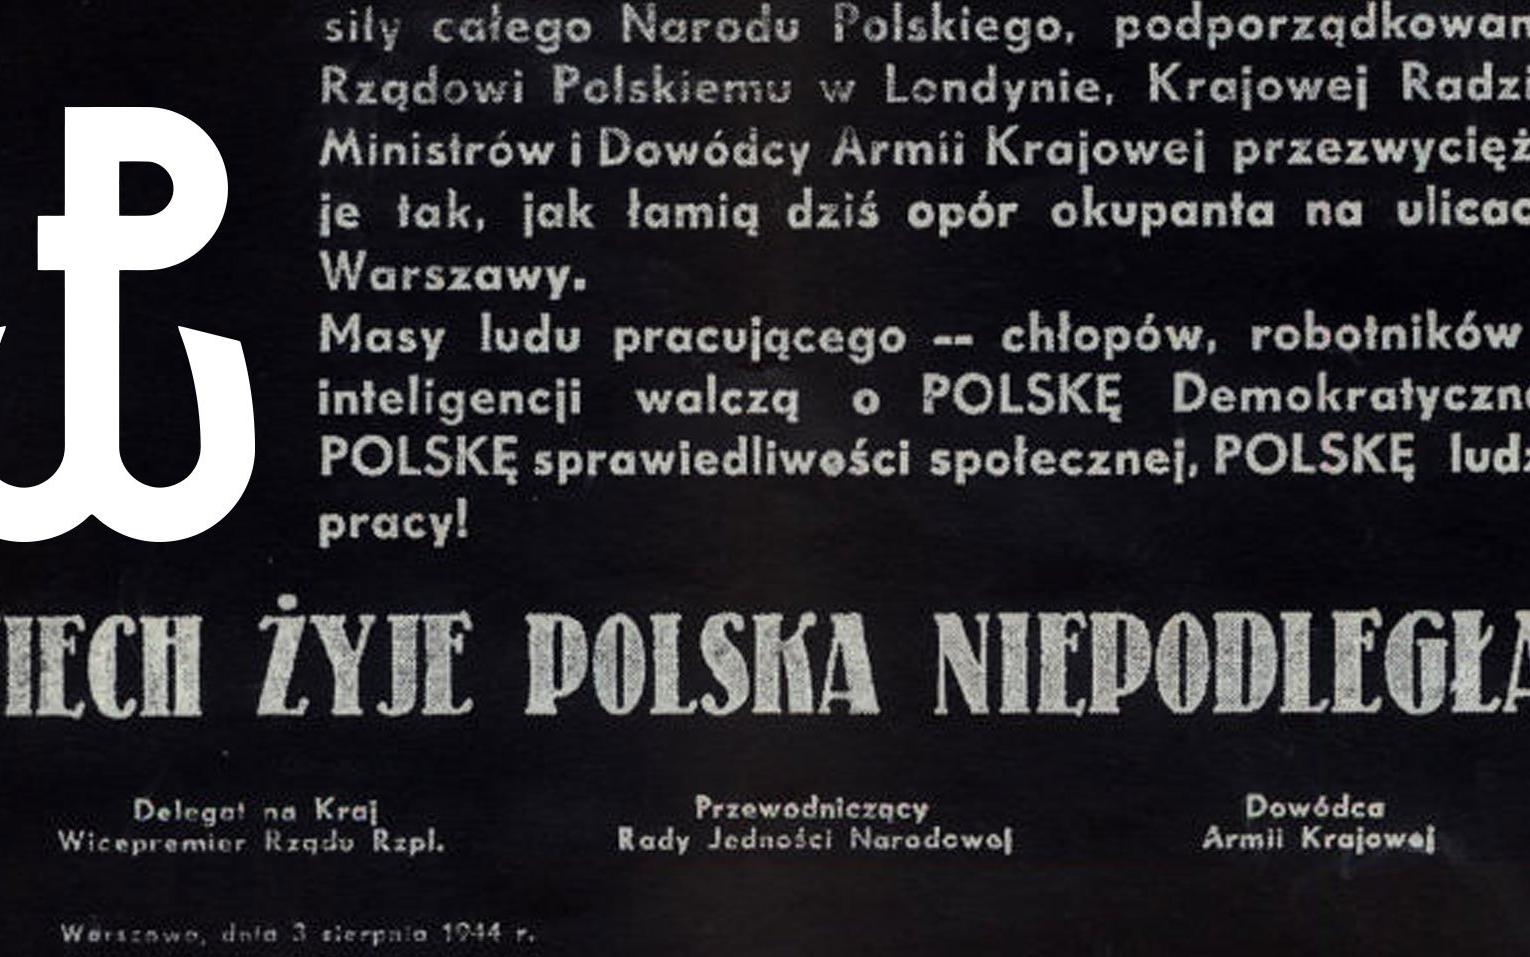 siły całego Narodu Polskiego, podporządkowan
Rządowi Polskiemu w Londynie, Krajowej Radzi
Ministrów i Dowódcy Armii Krajowej przezwycięż
je tak, jak łamią dziś opór okupanta na ulicac
Warszawy.
Masy ludu pracującego -- chłopów, robotników
inteligencji walczą o POLSKĘ Demokratyczn
POLSKĘ sprawiedliwości społecznej, POLSKĘ ludz
pracy!
IECH ŻYJE POLSKA NIEPODLEGŁA
Delegat na Kraj
Wicepremier Rządu Rzpl.
Przewodniczący
Rady Jedności Narodowej
Dowódca
Armii Krajowej
Warszawa, dnia 3 sierpnia 1944 r.